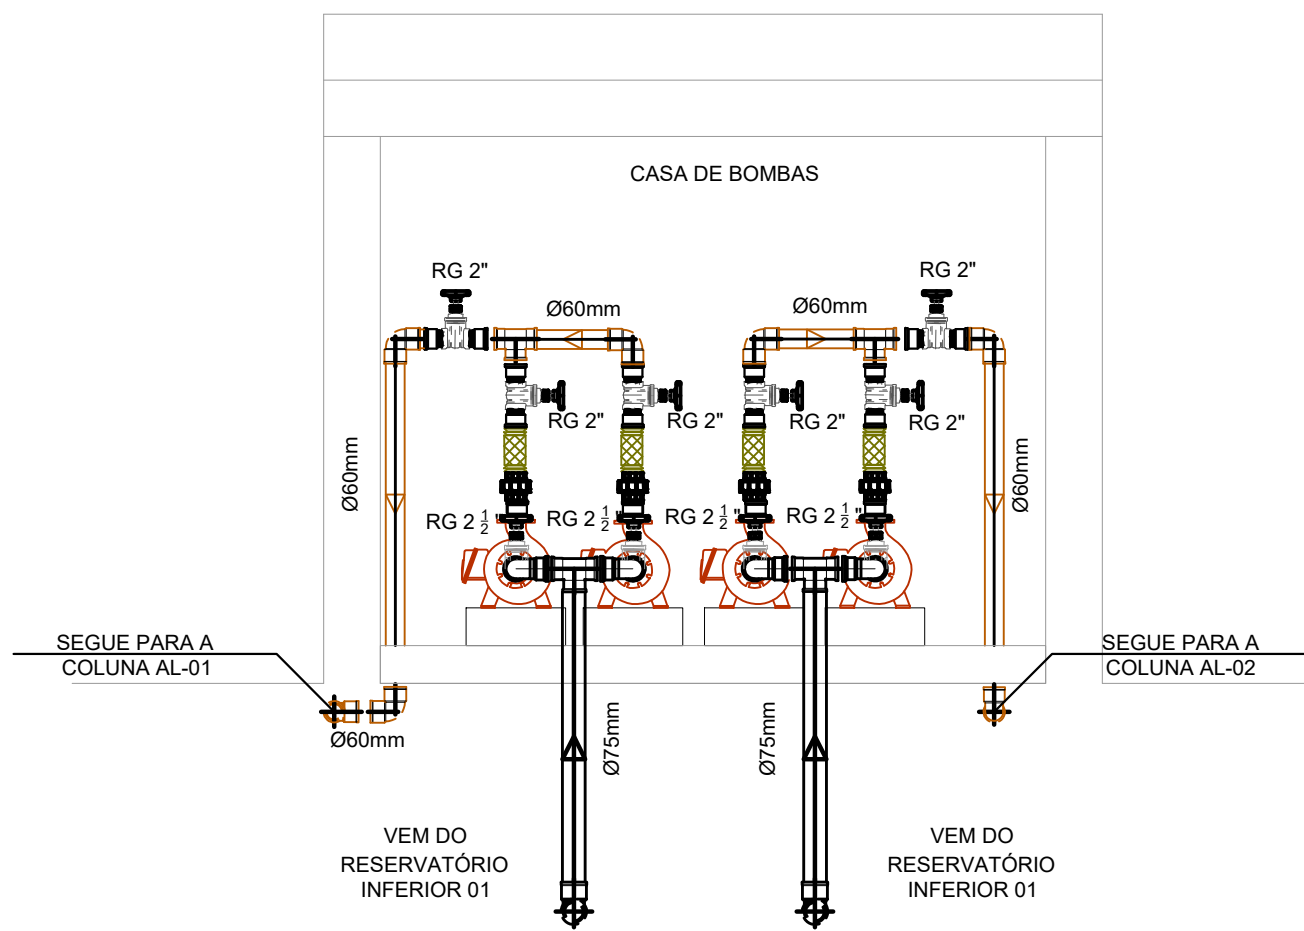 CASA DE BOMBAS
RG 2"
RG 2"
Ø60mm
Ø60mm
RG 2"
RG 2"
RG 2"
RG 2"
Ø60mm
Ø60mm
RG 2 1/2"
RG 2 1/2"
RG 2 1/2"
RG 2 1/2"
SEGUE PARA A
COLUNA AL-01
SEGUE PARA A
COLUNA AL-02
Ø60mm
Ø75mm
Ø75mm
VEM DO
RESERVATÓRIO
INFERIOR 01
VEM DO
RESERVATÓRIO
INFERIOR 01